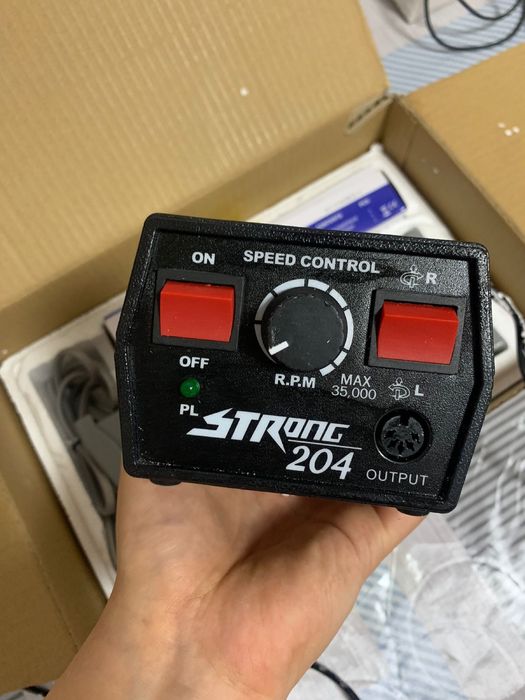 ON
SPEED CONTROL
R
OFF
R.P.M
MAX
35,000
L
PL
STRONG
204
OUTPUT